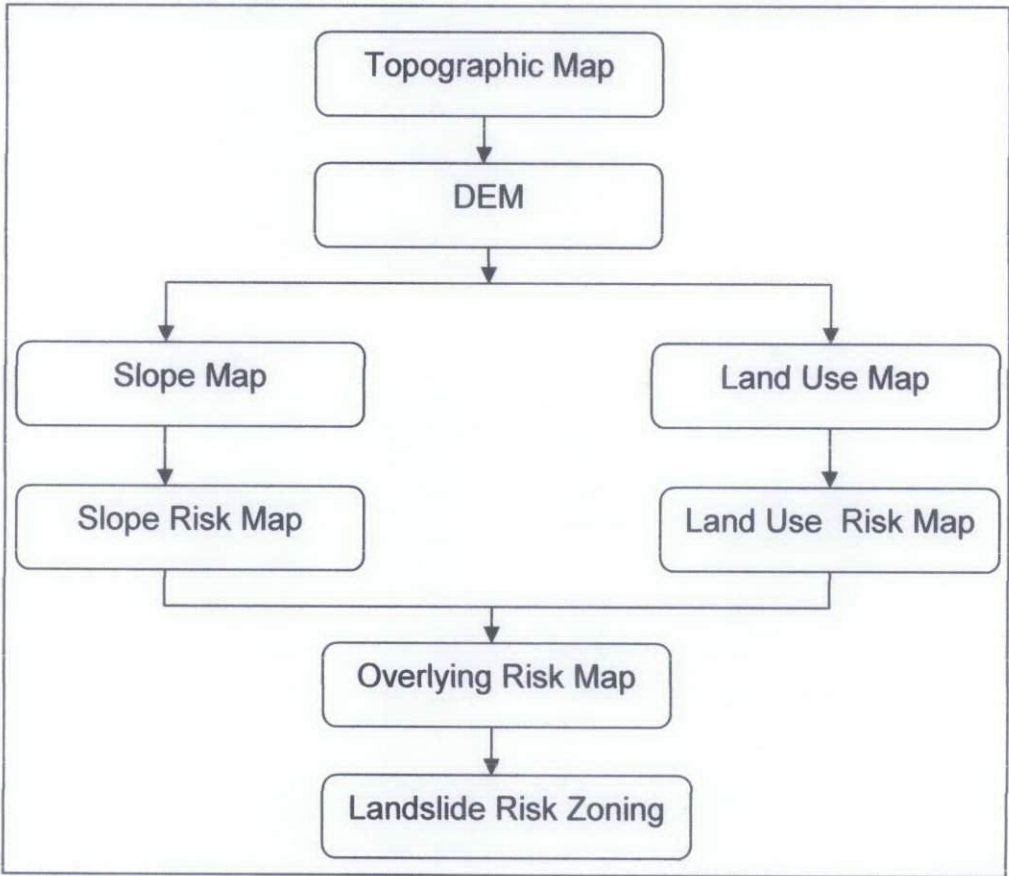 Topographic Map
DEM
Slope Map
Land Use Map
Slope Risk Map
Land Use Risk Map
Overlying Risk Map
Landslide Risk Zoning